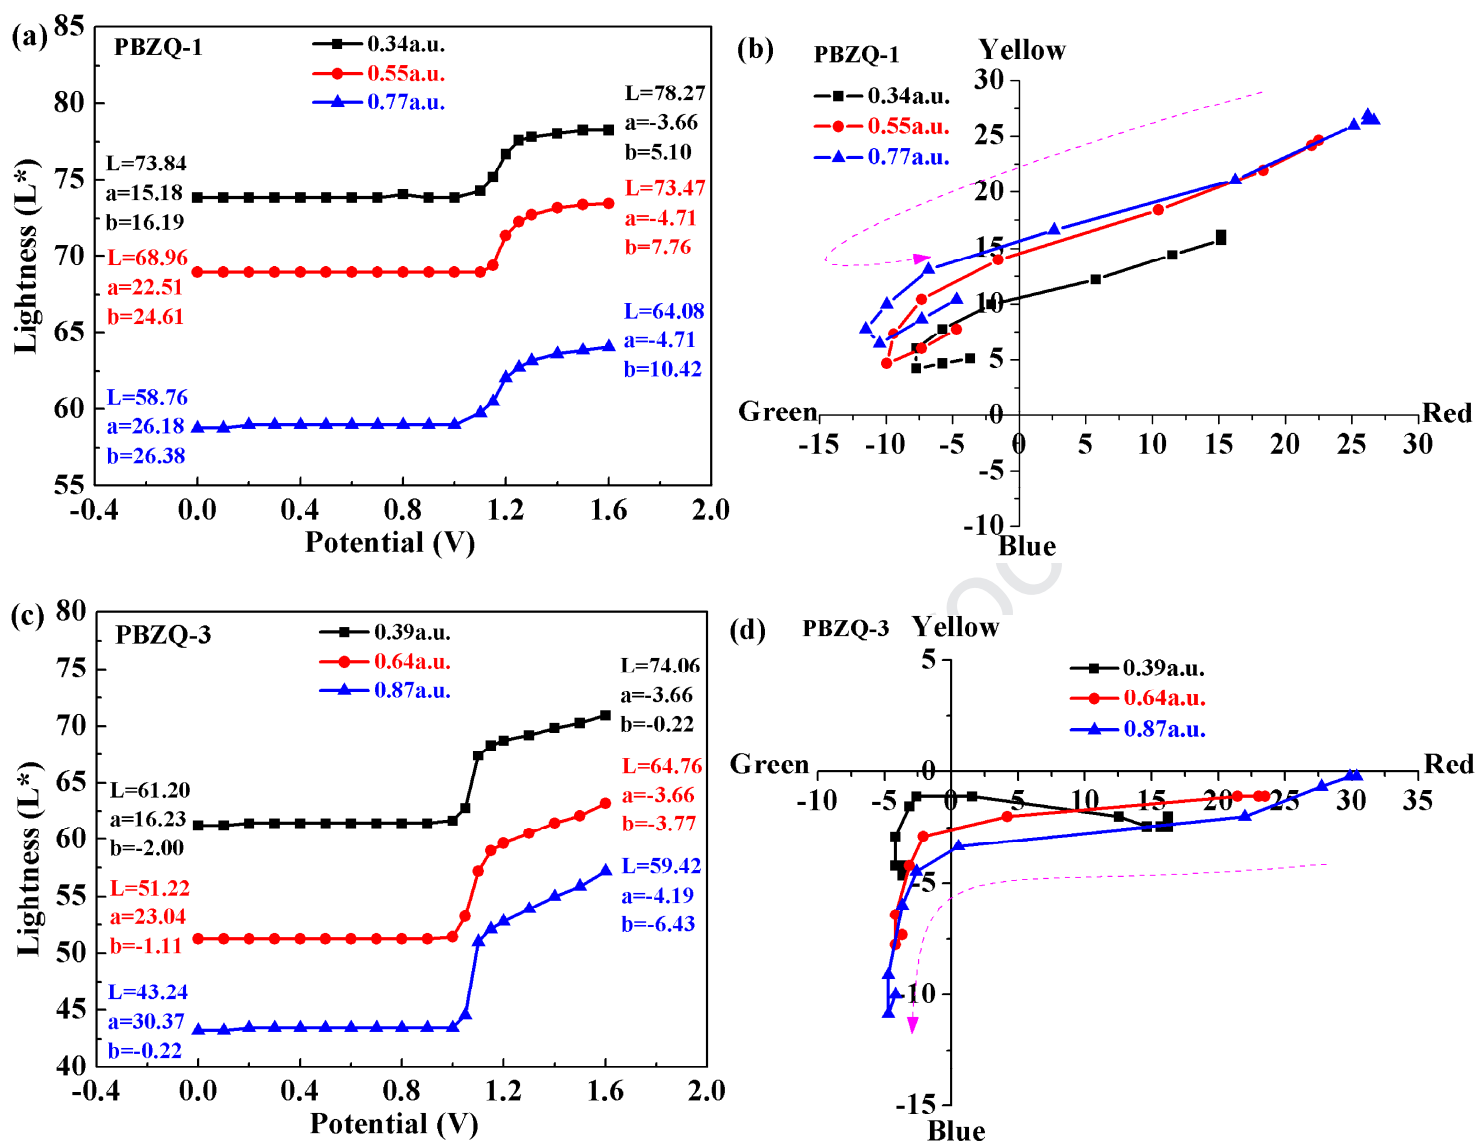 (a)
PBZQ-1
0.34a.u.
0.55a.u.
0.77a.u.
L=73.84
a=15.18
b=16.19
L=68.96
a=22.51
b=24.61
L=58.76
a=26.18
b=26.38
L=78.27
a=-3.66
b=5.10
L=73.47
a=-4.71
b=7.76
L=64.08
a=-4.71
b=10.42
85
80
75
70
65
60
55
-0.4 0.0 0.4 0.8 1.2 1.6 2.0
Lightness (L*)
Potential (V)
(b)
PBZQ-1
Yellow
0.34a.u.
0.55a.u.
0.77a.u.
30
25
20
15
10
5
0
-5
-10
Green
Red
-15 -10 -5 0 5 10 15 20 25 30
Blue
(c)
PBZQ-3
0.39a.u.
0.64a.u.
0.87a.u.
L=61.20
a=16.23
b=-2.00
L=51.22
a=23.04
b=-1.11
L=43.24
a=30.37
b=-0.22
L=74.06
a=-3.66
b=-0.22
L=64.76
a=-3.66
b=-3.77
L=59.42
a=-4.19
b=-6.43
80
75
70
65
60
55
50
45
40
-0.4 0.0 0.4 0.8 1.2 1.6 2.0
Lightness (L*)
Potential (V)
(d)
PBZQ-3
Yellow
0.39a.u.
0.64a.u.
0.87a.u.
5
0
-5
-10
-15
Green
Red
-10 -5 0 5 10 15 20 25 30 35
Blue